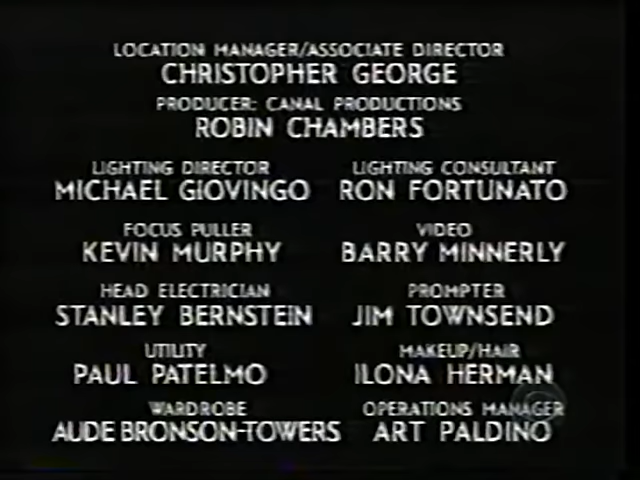 LOCATION MANAGER/ASSOCIATE DIRECTOR
CHRISTOPHER GEORGE
PRODUCER: CANAL PRODUCTIONS
ROBIN CHAMBERS
LIGHTING DIRECTOR
MICHAEL GIOVINGO
LIGHTING CONSULTANT
RON FORTUNATO
FOCUS PULLER
KEVIN MURPHY
VIDEO
BARRY MINNERLY
HEAD ELECTRICIAN
STANLEY BERNSTEIN
PROMPTER
JIM TOWNSEND
UTILITY
PAUL PATELMO
MAKEUP/HAIR
ILONA HERMAN
WARDROBE
AUDE BRONSON-TOWERS
OPERATIONS MANAGER
ART PALDINO